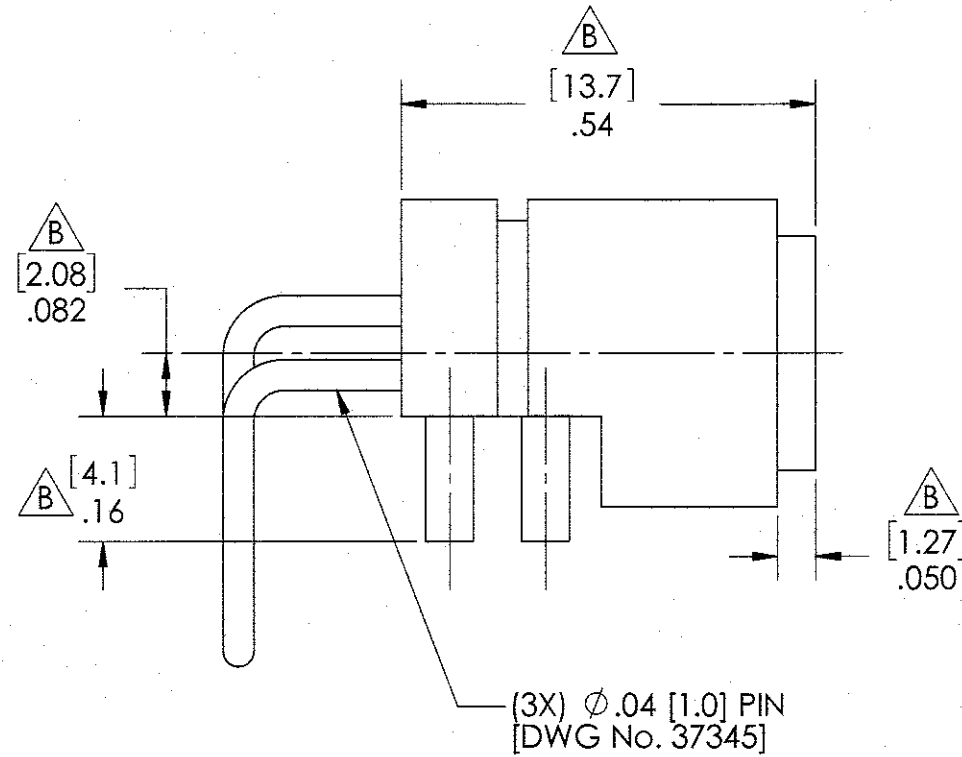 B
[13.7]
.54
B
[2.08]
.082
B [4.1]
.16
B
[1.27]
.050
(3X) ∅.04 [1.0] PIN
[DWG No. 37345]